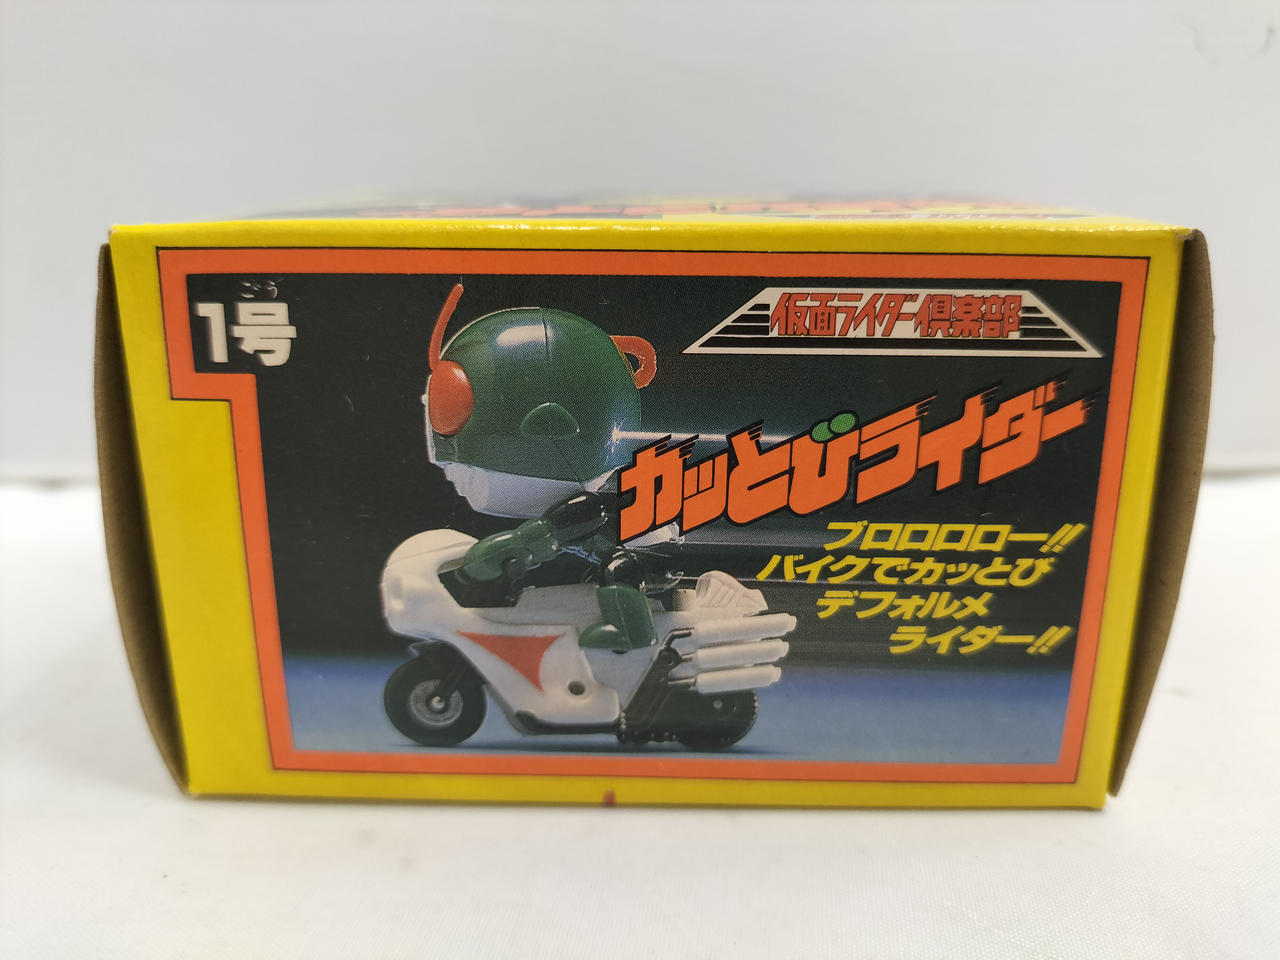 ごう
1号
仮面ライダー倶楽部
カッとびライダー
ブロロロロー!!
バイクでカッとび
デフォルメ
ライダー!!